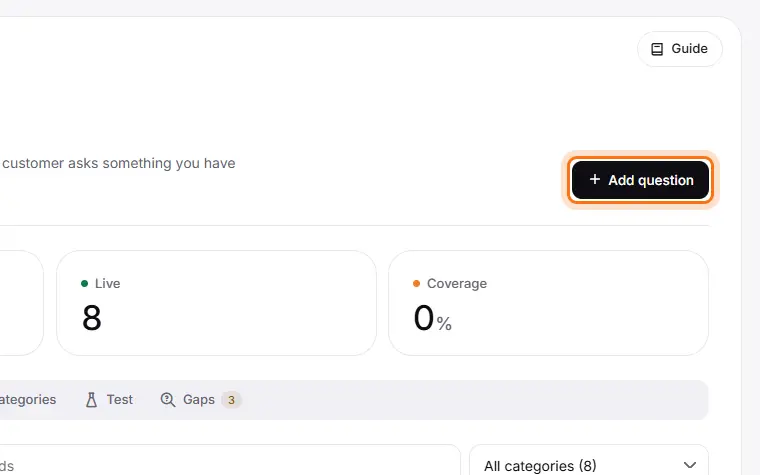 Guide
customer asks something you have
+ Add question
Live
Coverage
8
0%
ategories
Test
Gaps
3
ds
All categories (8)